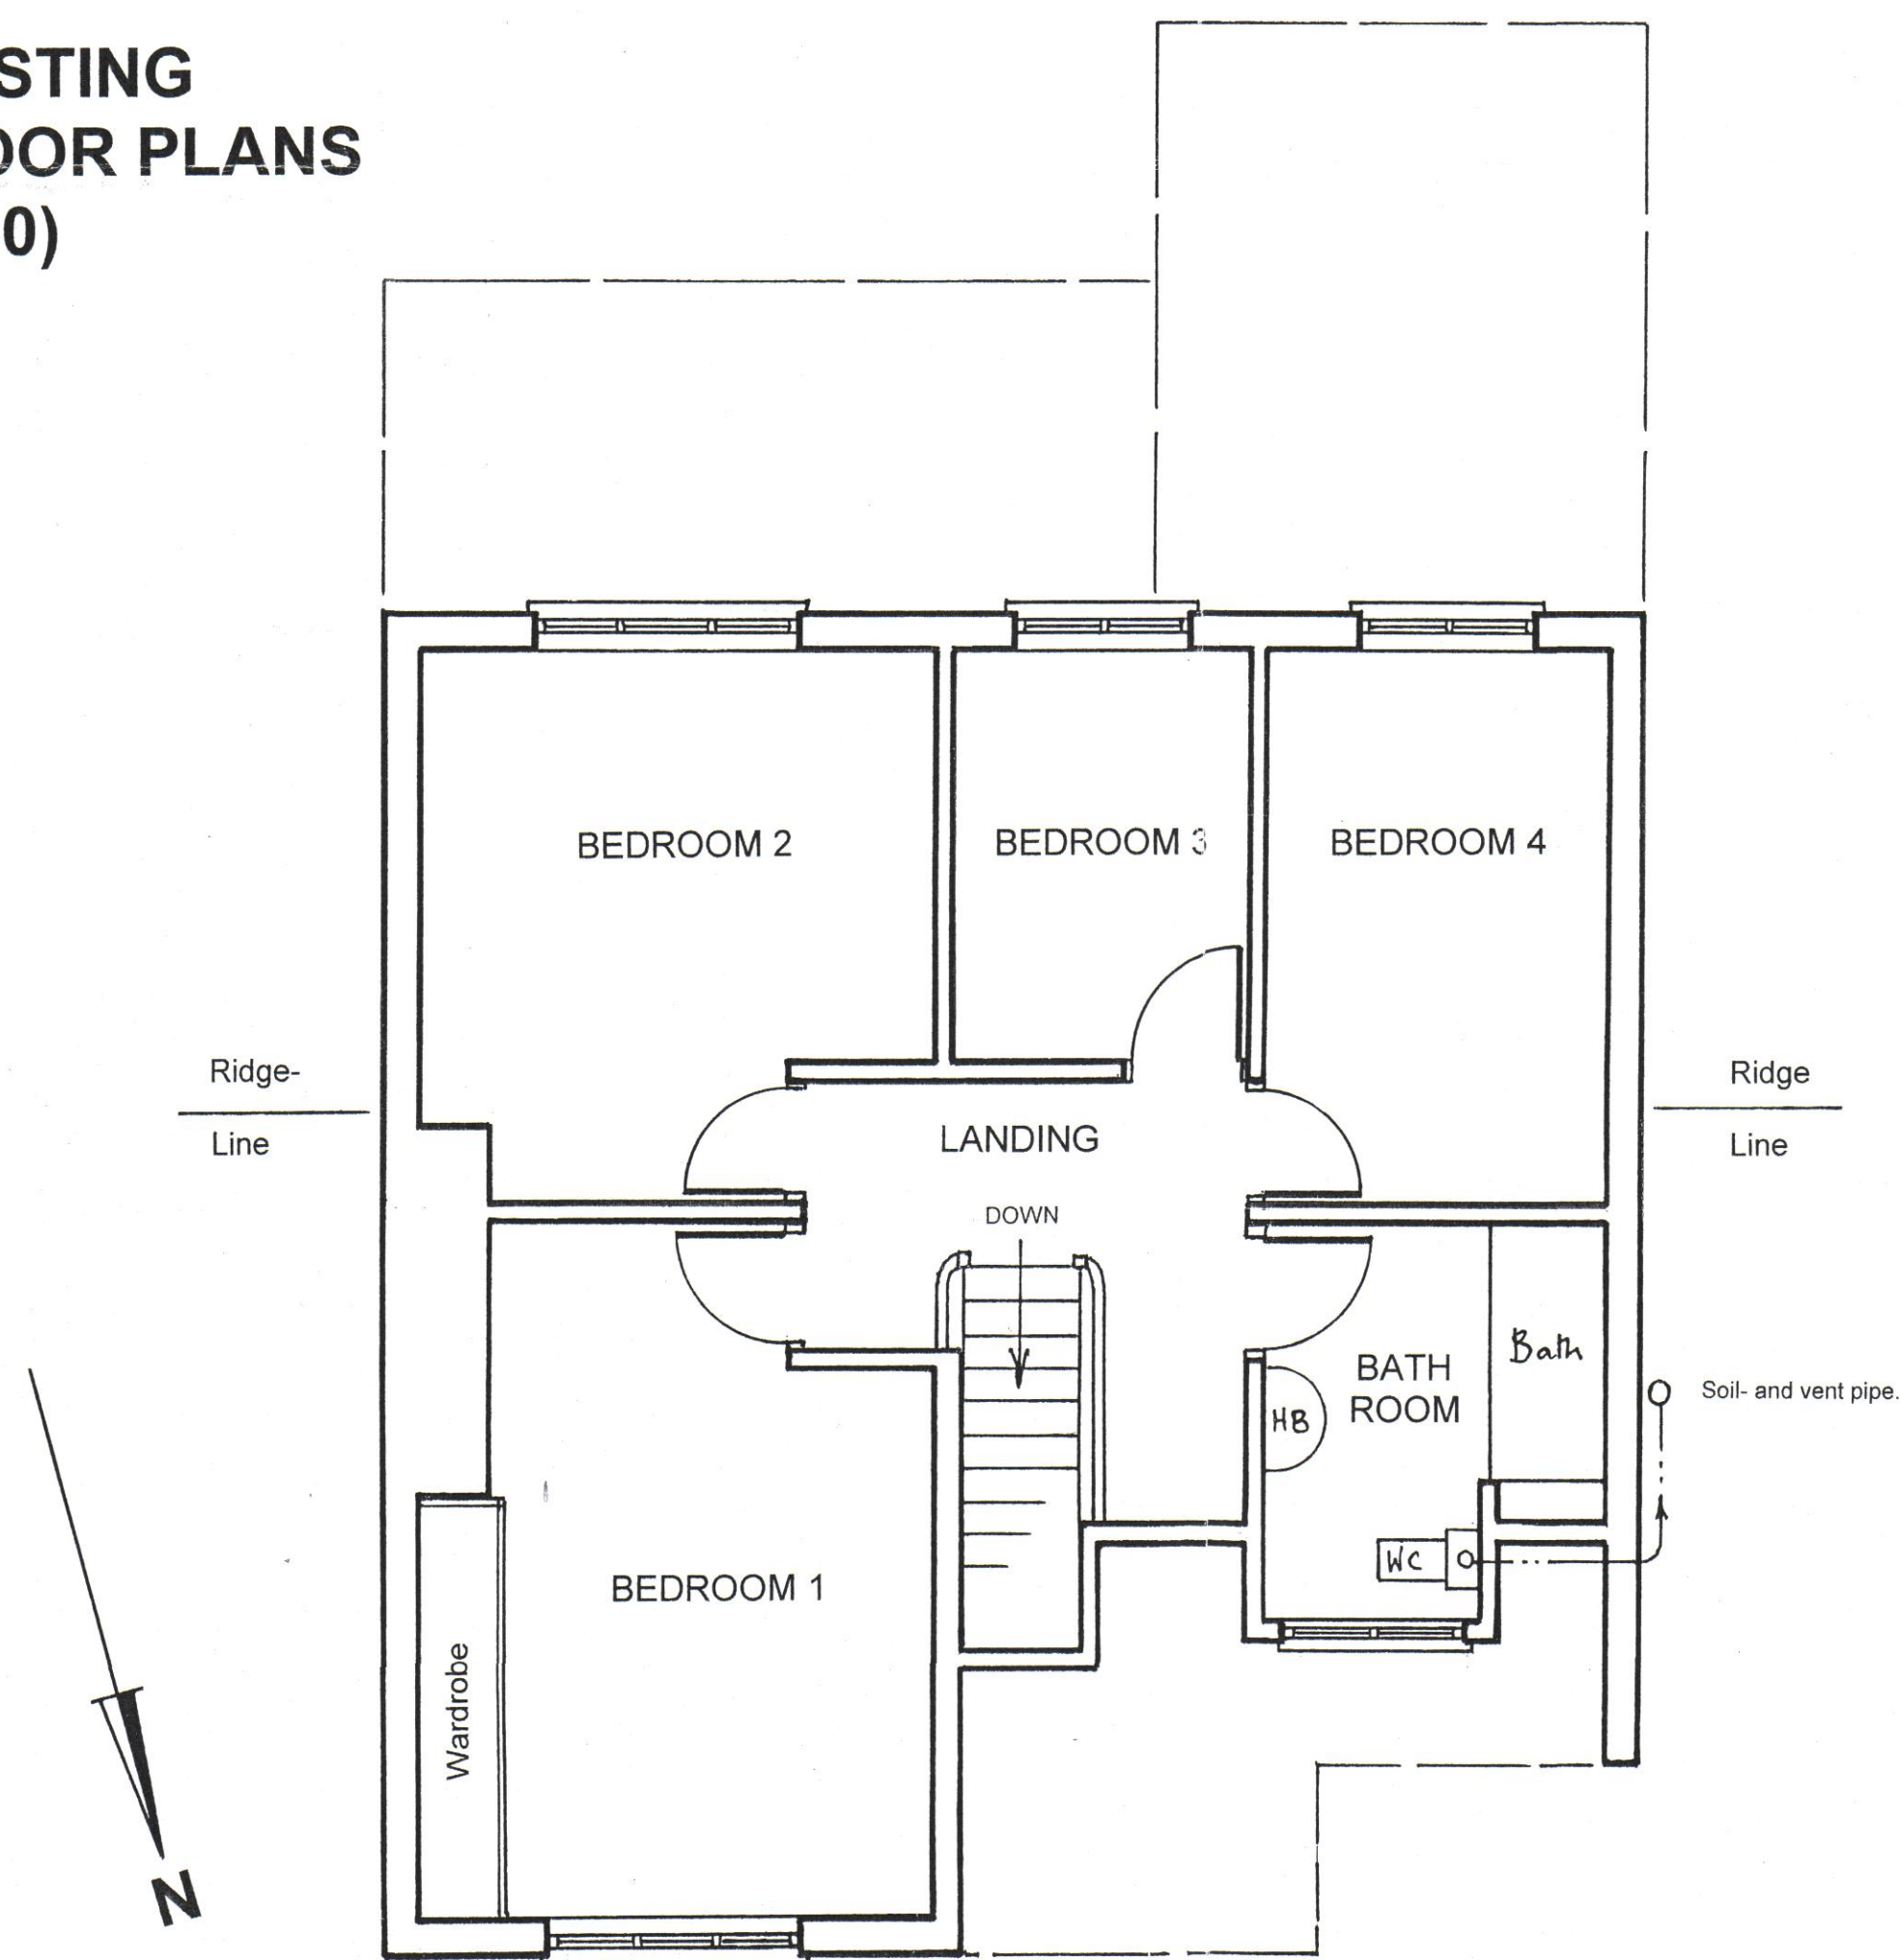 STING
OOR PLANS
0)
BEDROOM 2
BEDROOM 3
BEDROOM 4
Ridge-
Line
Ridge
Line
LANDING
DOWN
Bath
BATH
ROOM
HB
Soil- and vent pipe.
WC
BEDROOM 1
Wardrobe
N